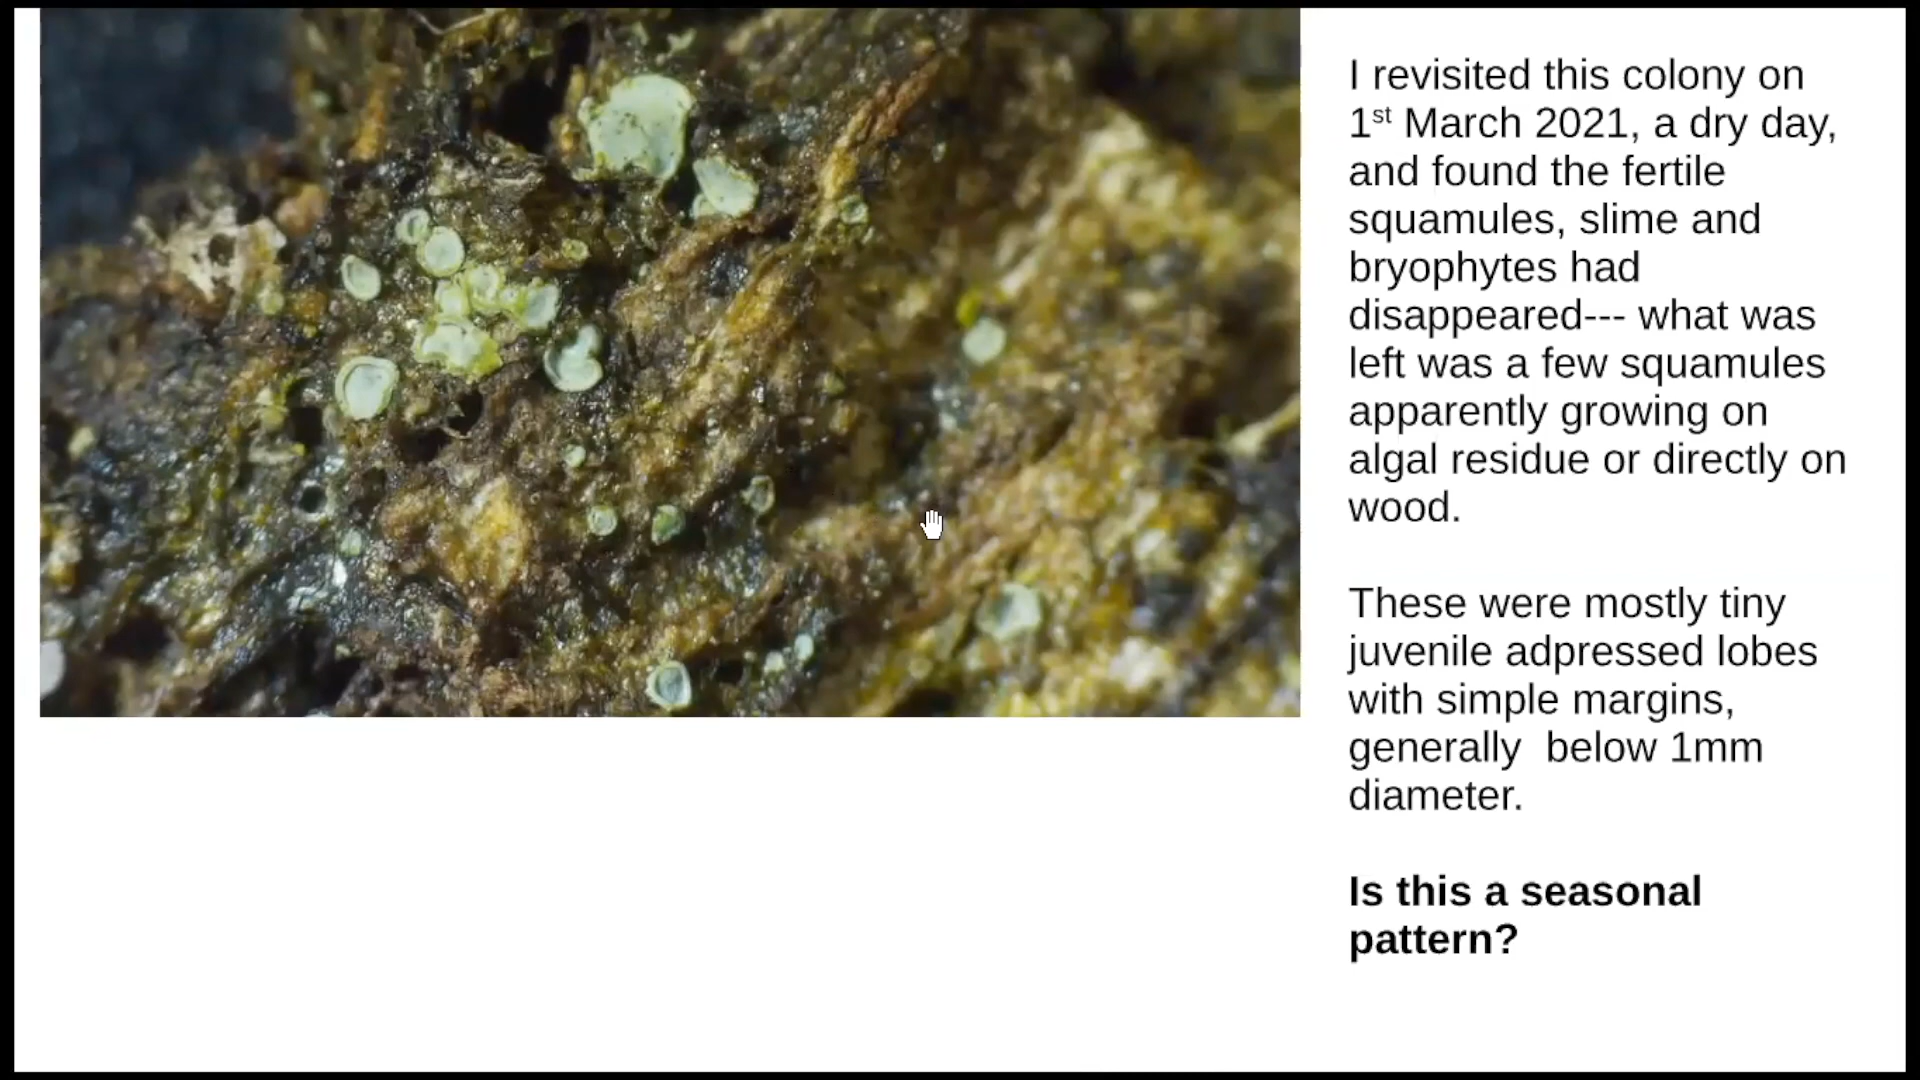 I revisited this colony on
1st March 2021, a dry day,
and found the fertile
squamules, slime and
bryophytes had
disappeared--- what was
left was a few squamules
apparently growing on
algal residue or directly on
wood.
These were mostly tiny
juvenile adpressed lobes
with simple margins,
generally  below 1mm
diameter.
Is this a seasonal
pattern?